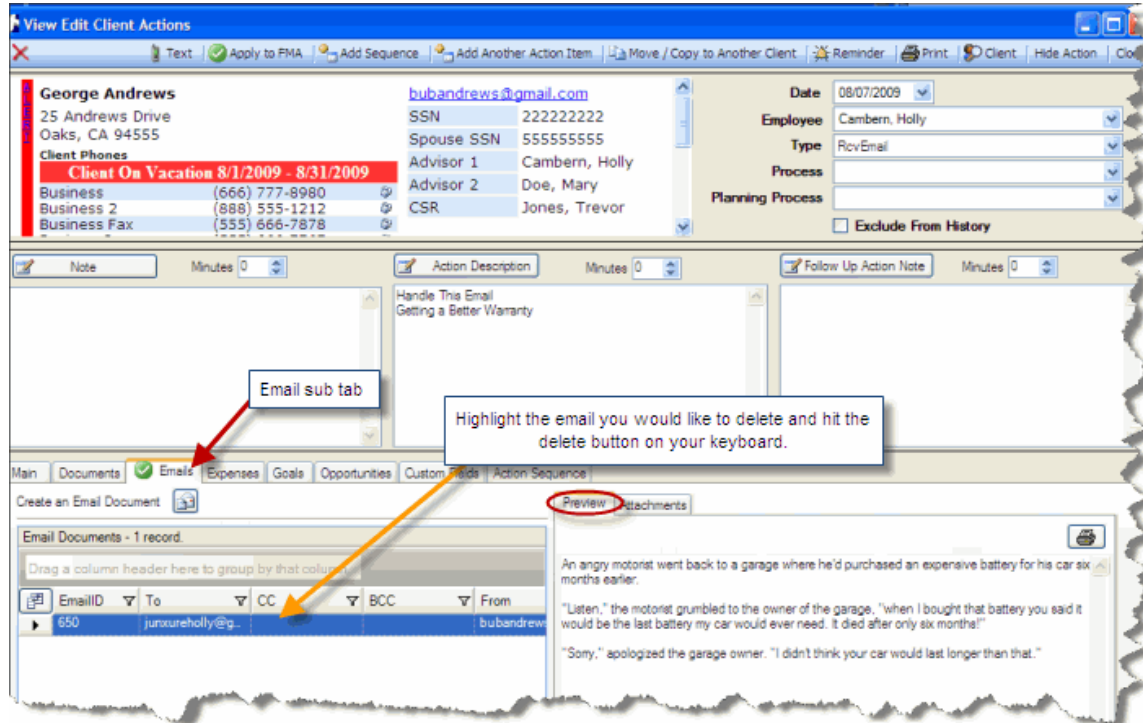 View Edit Client Actions
Text Apply to FMA Add Sequence Add Another Action Item Move / Copy to Another Client Reminder Print Client Hide Action
George Andrews
25 Andrews Drive
Oaks, CA 94555
Client Phones
Client On Vacation 8/1/2009 - 8/31/2009
Business (666) 777-8980
Business 2 (888) 555-1212
Business Fax (555) 666-7878
bubandrews@gmail.com
SSN 222222222
Spouse SSN 555555555
Advisor 1 Cambern, Holly
Advisor 2 Doe, Mary
CSR Jones, Trevor
Date 08/07/2009
Employee Cambern, Holly
Type RcvEmail
Process
Planning Process
Exclude From History
Note Minutes 0
Action Description Minutes 0
Follow Up Action Note Minutes 0
Handle This Email
Getting a Better Warranty
Email sub tab
Highlight the email you would like to delete and hit the
delete button on your keyboard.
Main Documents Emails Expenses Goals Opportunities Custom Fields Action Sequence
Create an Email Document
Preview Attachments
Email Documents - 1 record.
Drag a column header here to group by that column.
EmailID To CC BCC From
650 junxureholly@g... bubandrews
An angry motorist went back to a garage where he'd purchased an expensive battery for his car six
months earlier.
"Listen," the motorist grumbled to the owner of the garage, "when I bought that battery you said it
would be the last battery my car would ever need. It died after only six months!"
"Sorry," apologized the garage owner. "I didn't think your car would last longer than that."